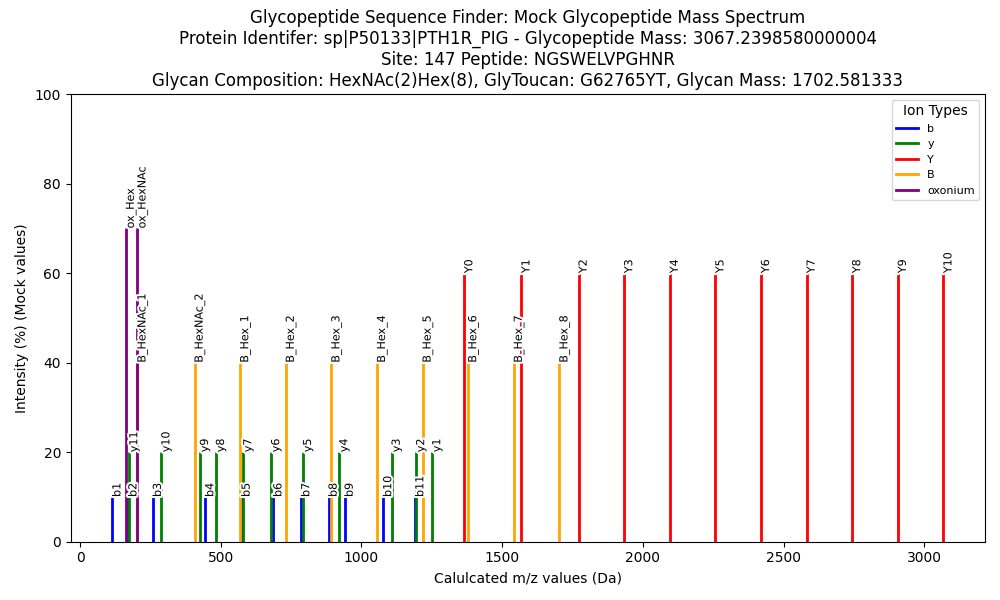 Glycopeptide Sequence Finder: Mock Glycopeptide Mass Spectrum
Protein Identifer: sp|P50133|PTH1R_PIG - Glycopeptide Mass: 3067.2398580000004
Site: 147 Peptide: NGSWELVPGHNR
Glycan Composition: HexNAc(2)Hex(8), GlyToucan: G62765YT, Glycan Mass: 1702.581333
Intensity (%) (Mock values)
100
80
60
40
20
0
Ion Types
b
y
Y
B
oxonium
ox_Hex
ox_HexNAc
Y0
Y1
Y2
Y3
Y4
Y5
Y6
Y7
Y8
Y9
Y10
B_HexNAc_1
B_HexNAc_2
B_Hex_1
B_Hex_2
B_Hex_3
B_Hex_4
B_Hex_5
B_Hex_6
B_Hex_7
B_Hex_8
y11
y10
y9
y8
y7
y6
y5
y4
y3
y2
y1
b1
b2
b3
b4
b5
b6
b7
b8
b9
b10
b11
0
500
1000
1500
2000
2500
3000
Calulcated m/z values (Da)